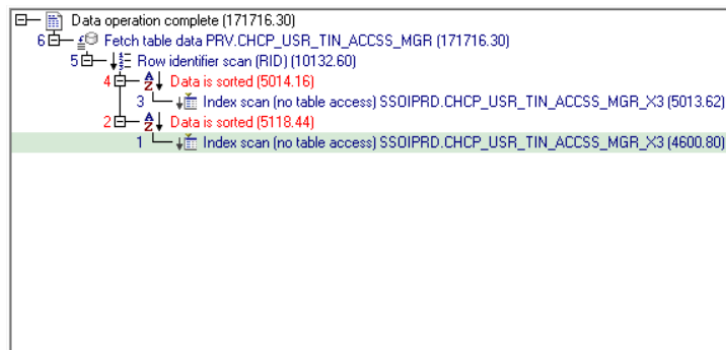 Data operation complete (171716.30)
6 Fetch table data PRV.CHCP_USR_TIN_ACCSS_MGR (171716.30)
5 Row identifier scan (RID) (10132.60)
4 Data is sorted (5014.16)
3 Index scan (no table access) SSOIPRD.CHCP_USR_TIN_ACCSS_MGR_X3 (5013.62)
2 Data is sorted (5118.44)
1 Index scan (no table access) SSOIPRD.CHCP_USR_TIN_ACCSS_MGR_X3 (4600.80)